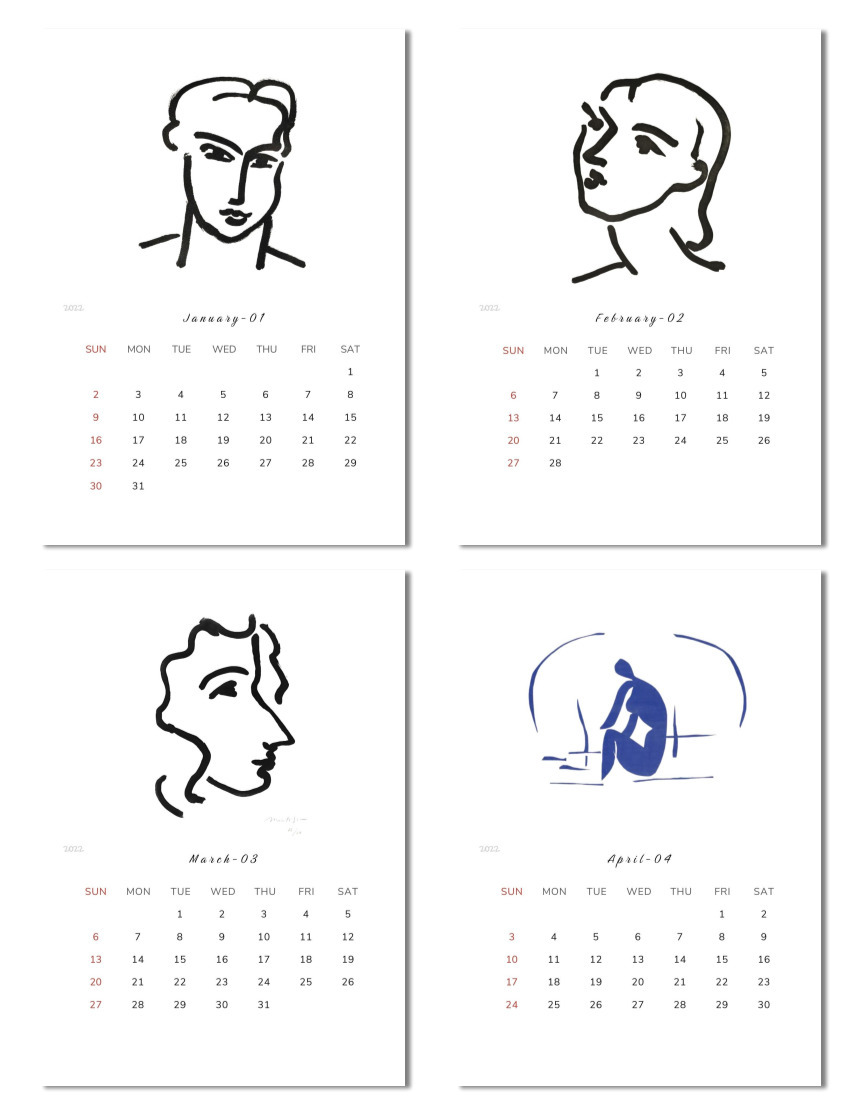 2022
January-01
SUN MON TUE WED THU FRI SAT
1
2 3 4 5 6 7 8
9 10 11 12 13 14 15
16 17 18 19 20 21 22
23 24 25 26 27 28 29
30 31
2022
February-02
SUN MON TUE WED THU FRI SAT
1 2 3 4 5
6 7 8 9 10 11 12
13 14 15 16 17 18 19
20 21 22 23 24 25 26
27 28
2022
March-03
SUN MON TUE WED THU FRI SAT
1 2 3 4 5
6 7 8 9 10 11 12
13 14 15 16 17 18 19
20 21 22 23 24 25 26
27 28 29 30 31
2022
April-04
SUN MON TUE WED THU FRI SAT
1 2
3 4 5 6 7 8 9
10 11 12 13 14 15 16
17 18 19 20 21 22 23
24 25 26 27 28 29 30